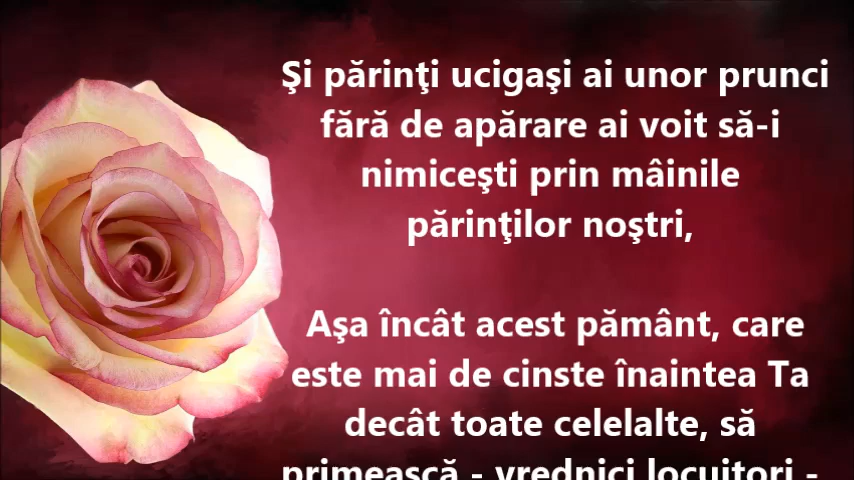 Şi părinţi ucigaşi ai unor prunci
fără de apărare ai voit să-i
nimiceşti prin mâinile
părinţilor noştri,
Aşa încât acest pământ, care
este mai de cinste înaintea Ta
decât toate celelalte, să
primească - vrednici locuitori -